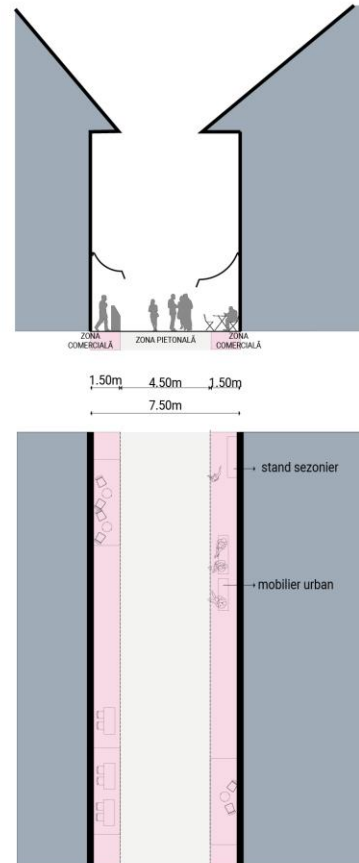 ZONA
COMERCIALĂ
ZONA PIETONALĂ
ZONA
COMERCIALĂ
1.50m 4.50m 1.50m
7.50m
stand sezonier
mobilier urban